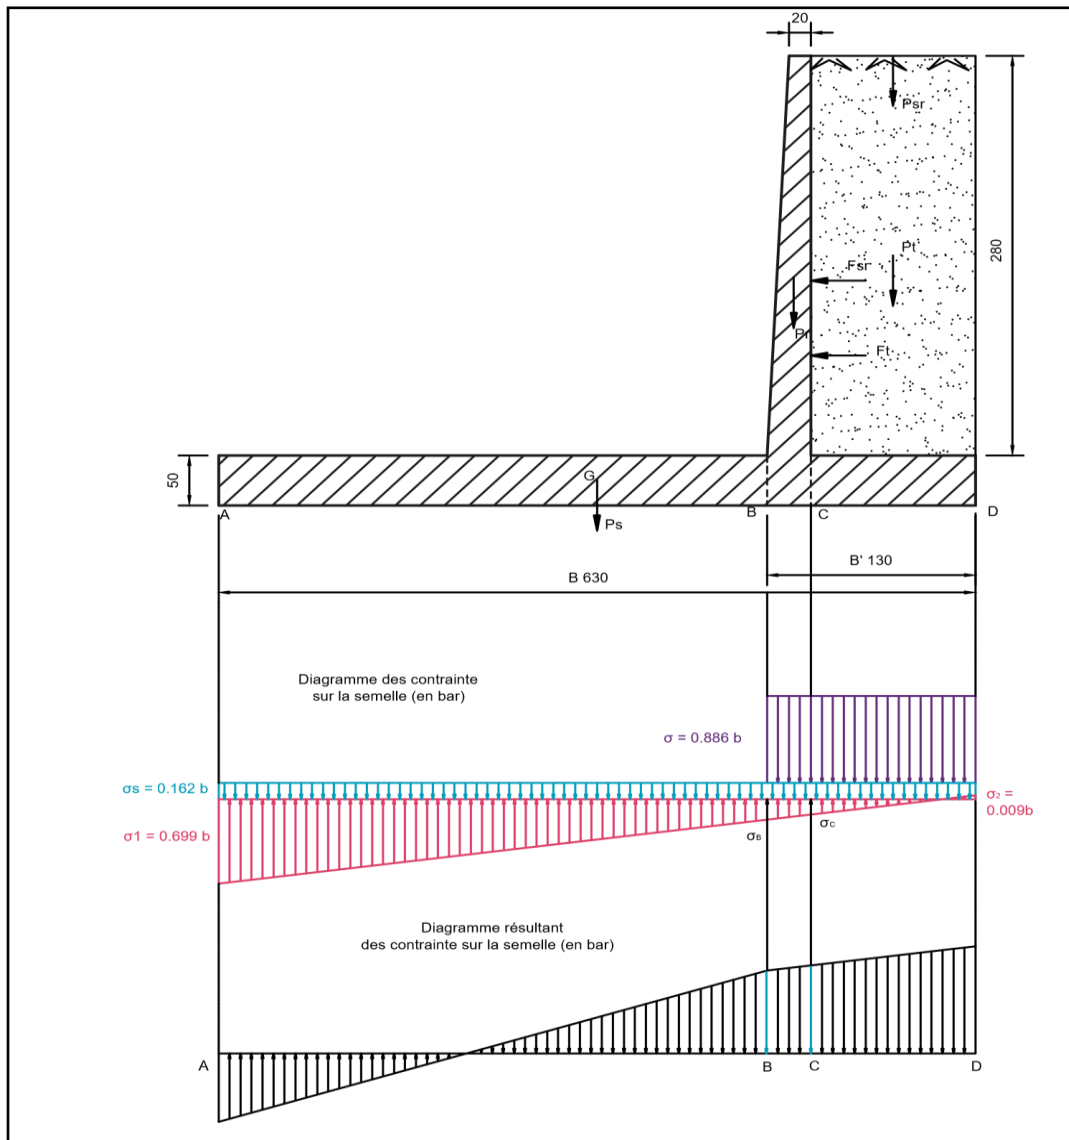 20
Psr
280
Pt
Fsr
Pr
Ft
50
G
A
B
C
D
Ps
B' 130
B 630
Diagramme des contrainte
sur la semelle (en bar)
σ = 0.886 b
σs = 0.162 b
σ2 =
0.009b
σ1 = 0.699 b
σB
σC
Diagramme résultant
des contrainte sur la semelle (en bar)
A
B
C
D